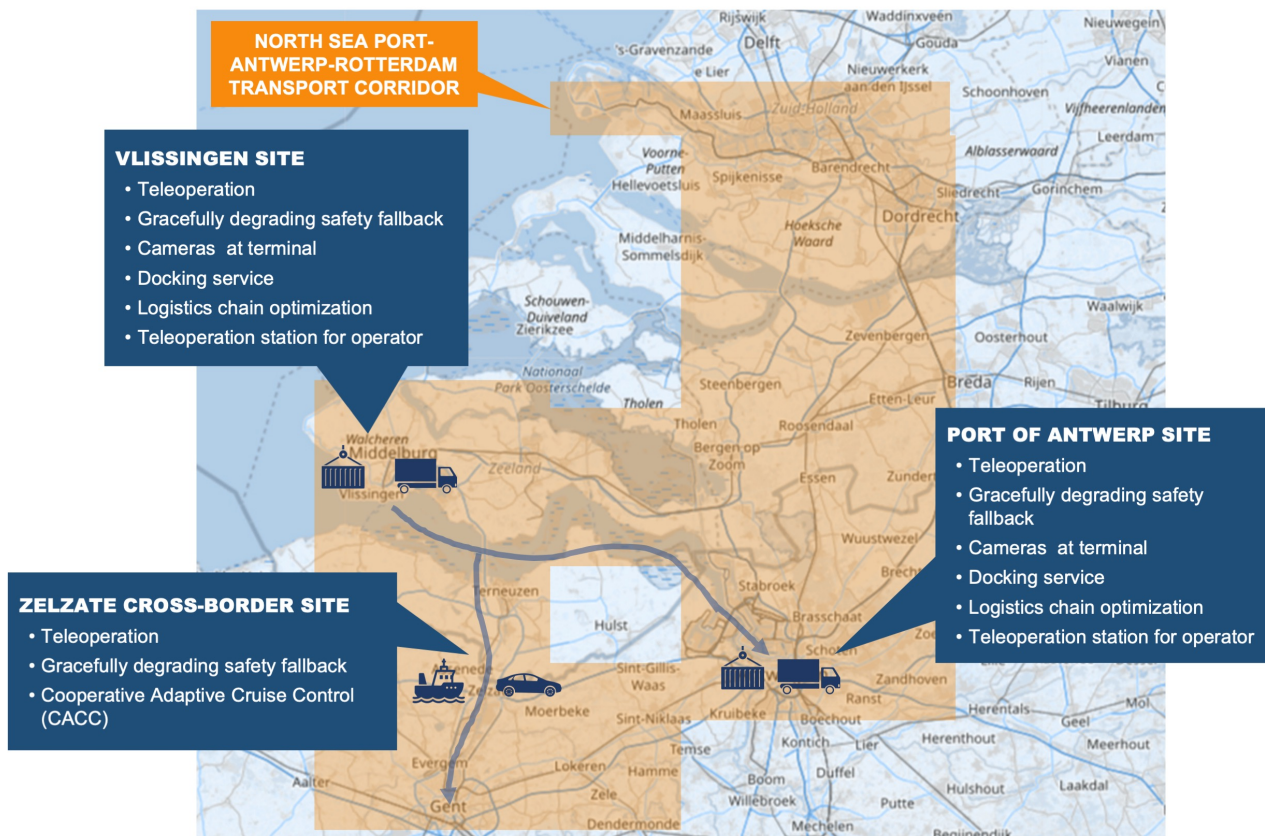 NORTH SEA PORT-
ANTWERP-ROTTERDAM
TRANSPORT CORRIDOR
VLISSINGEN SITE
• Teleoperation
• Gracefully degrading safety fallback
• Cameras at terminal
• Docking service
• Logistics chain optimization
• Teleoperation station for operator
ZELZATE CROSS-BORDER SITE
• Teleoperation
• Gracefully degrading safety fallback
• Cooperative Adaptive Cruise Control
(CACC)
PORT OF ANTWERP SITE
• Teleoperation
• Gracefully degrading safety
fallback
• Cameras at terminal
• Docking service
• Logistics chain optimization
• Teleoperation station for operator
Rijswijk
Waddinxveen
Nieuwegein
's-Gravenzande
Delft
Gouda
Vianen
e Lier
Nieuwerkerk
aan den IJssel
Schoonhoven
Maassluis
Zuid-Holland
Vijfheerenlanden
Leerdam
Voorne-
Putten
Alblasserwaard
Hellevoetsluis
Spijkenisse
Barendrecht
Sliedrecht
Gorinchem
Dordrecht
Hoeksche
Waard
Middelharnis-
Sommelsdijk
Schouwen-
Duiveland
Zierikzee
Waalwijk
Zevenbergen
Oosterhout
Nationaal
Park Oosterschelde
Steenbergen
Breda
Rijen
Tholen
Etten-Leur
Tilburg
Tholen
Roosendaal
Walcheren
Middelburg
Bergen op
Zoom
Zeeland
Essen
Zundert
Vlissingen
Wuustwezel
Brecht
Terneuzen
Stabroek
Brasschaat
Hulst
Schoten
Zoe
Sint-Gillis-
Waas
Zandhoven
Ranst
Moerbeke
Sint-Niklaas
Kruibeke
Boechout
Herentals
Mol
Geel
Temse
Kontich
Lier
Herenthout
Meerhout
Evergem
Lokeren
Hamme
Duffel
Aalter
Boom
Laakdal
Zele
Willebroek
Putte
Hulshout
Gent
Dendermonde
Mechelen